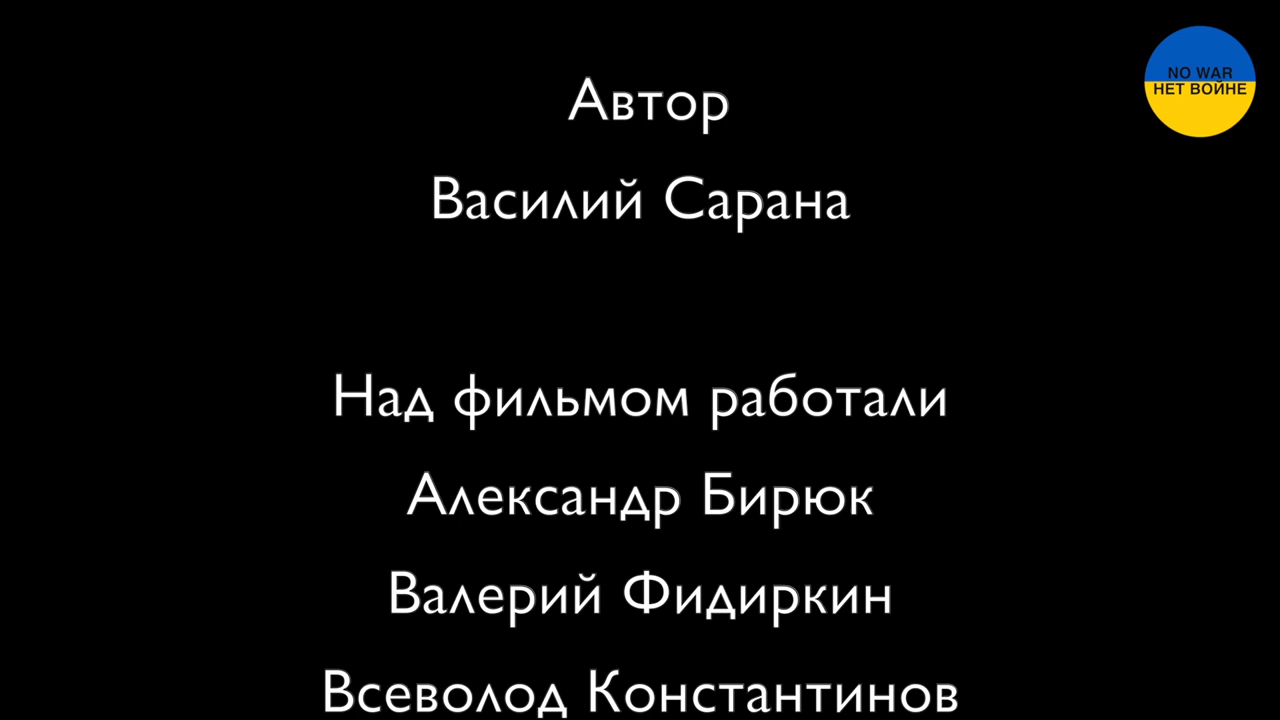 NO WAR
НЕТ ВОЙНЕ
Автор
Василий Сарана
Над фильмом работали
Александр Бирюк
Валерий Фидиркин
Всеволод Константинов